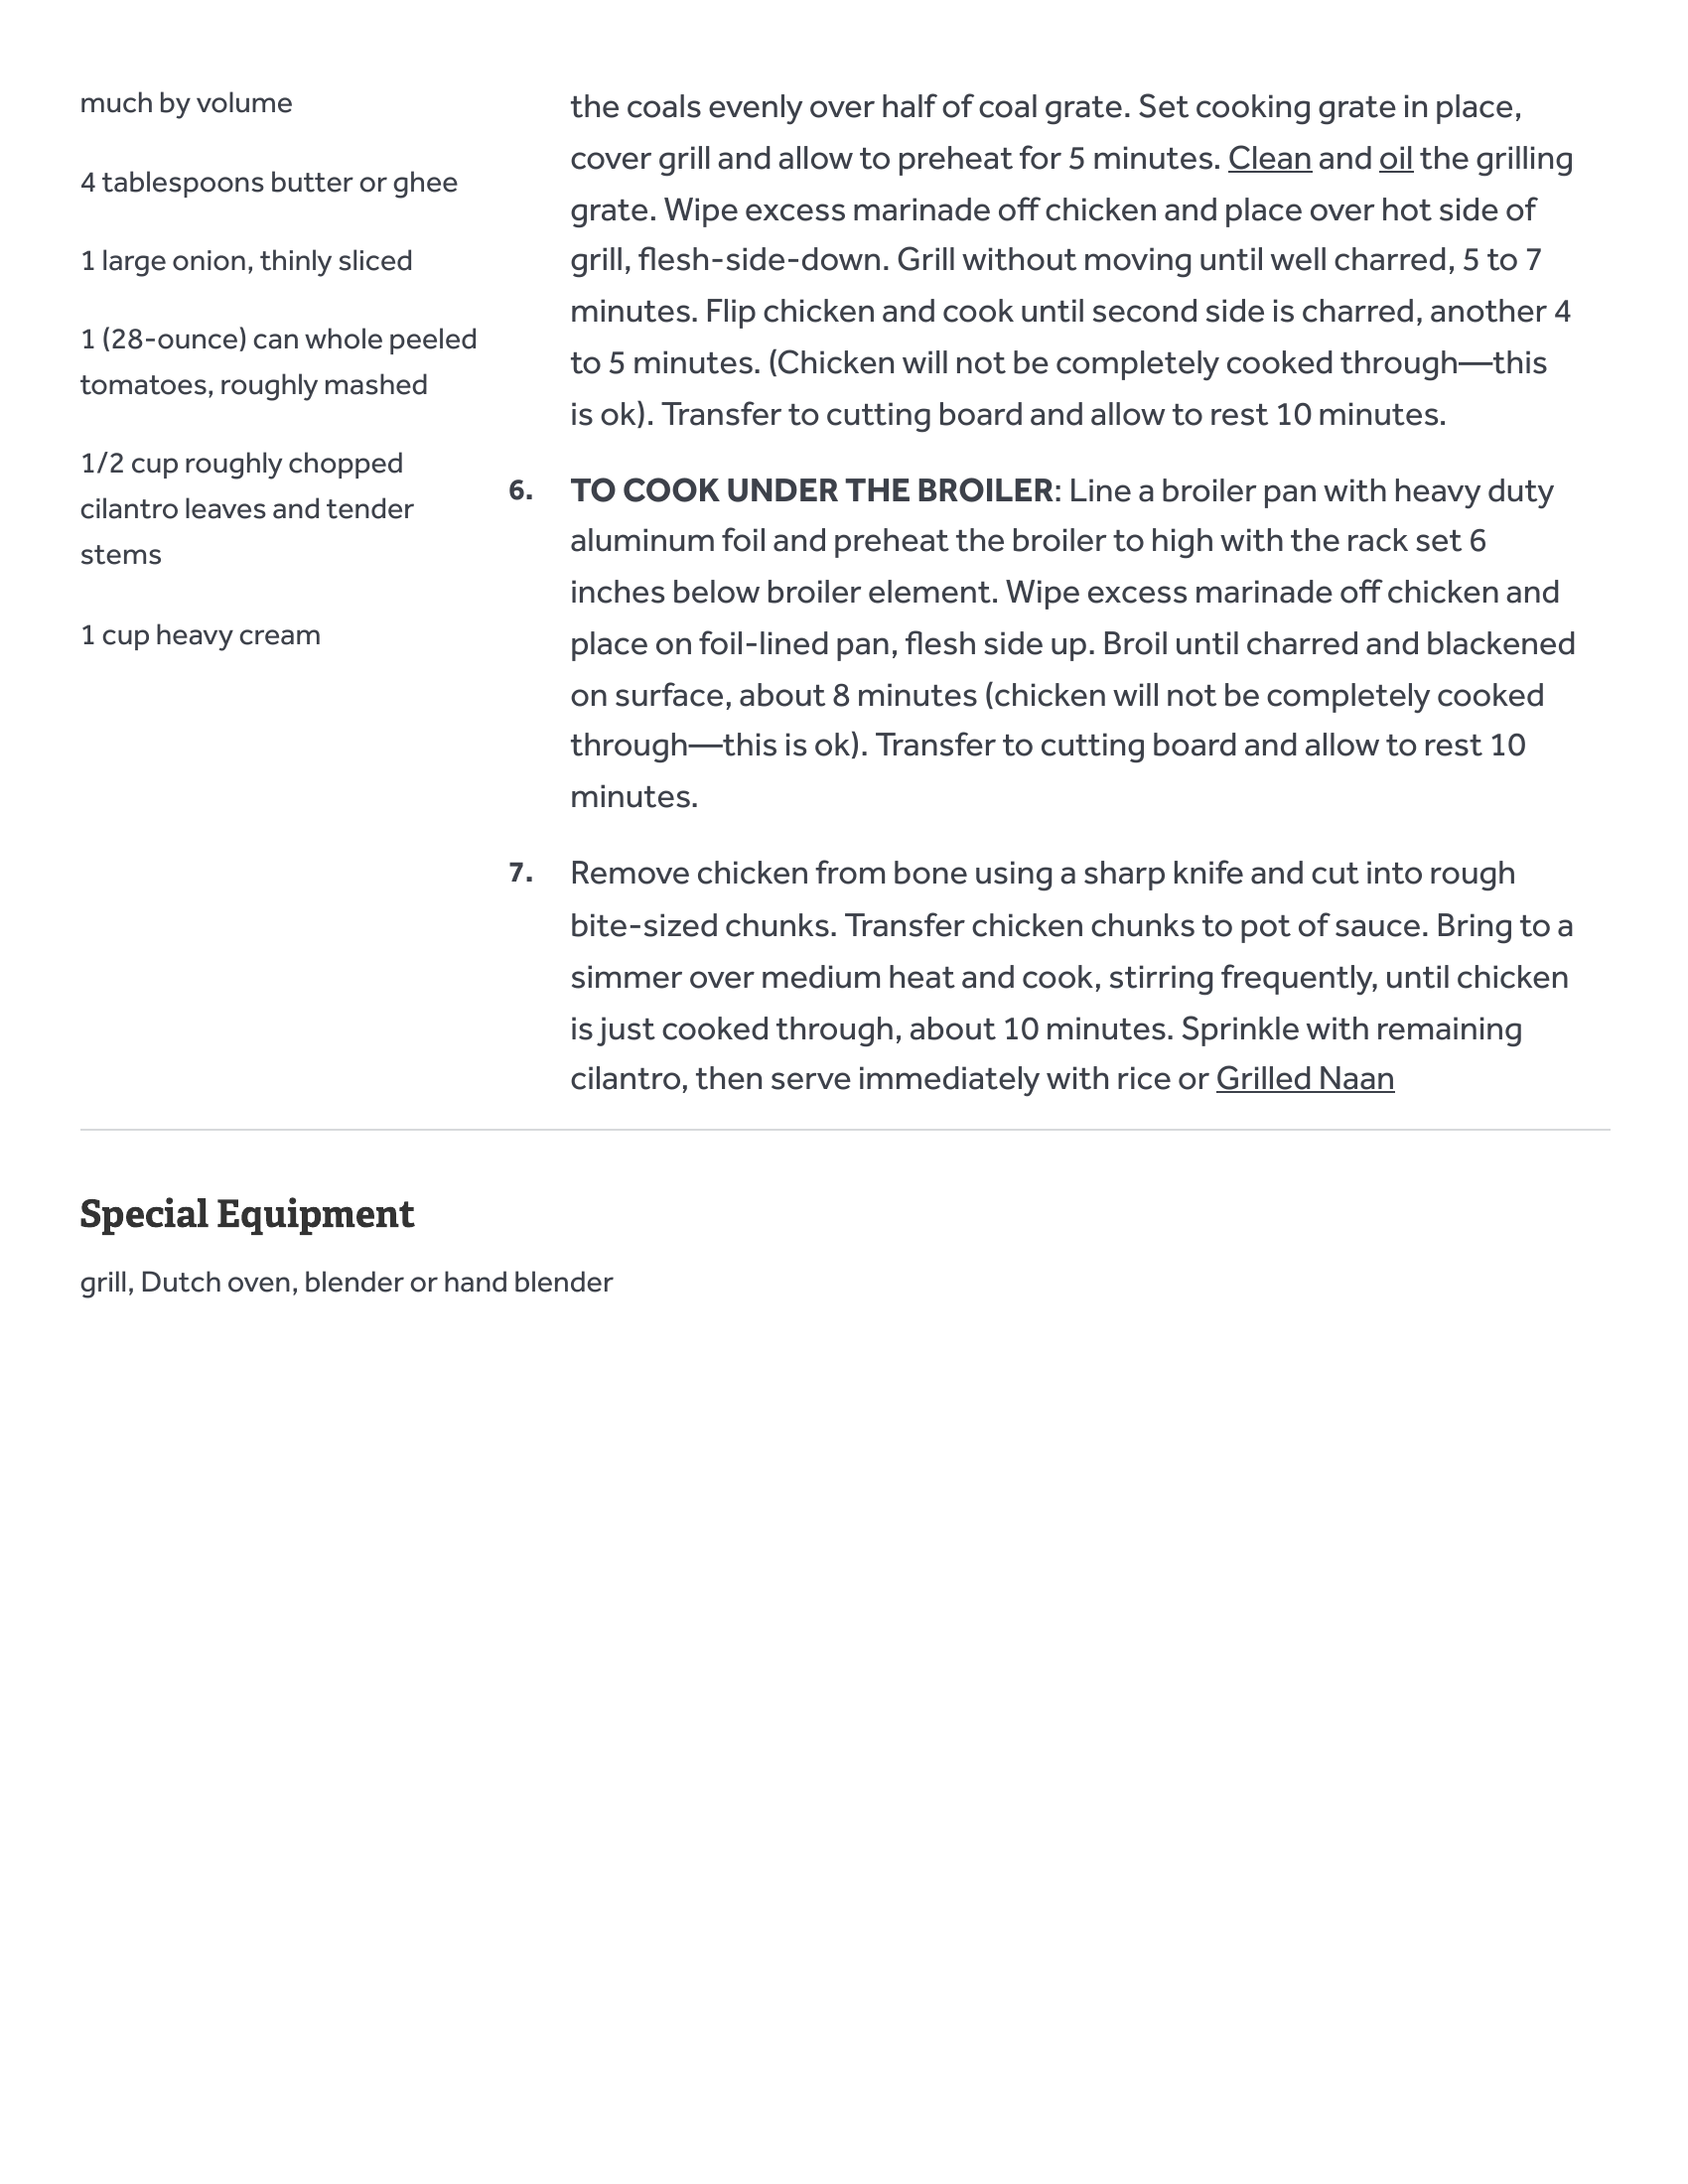 much by volume
4 tablespoons butter or ghee
1 large onion, thinly sliced
1 (28-ounce) can whole peeled
tomatoes, roughly mashed
1/2 cup roughly chopped
cilantro leaves and tender
stems
1 cup heavy cream
the coals evenly over half of coal grate. Set cooking grate in place,
cover grill and allow to preheat for 5 minutes. Clean and oil the grilling
grate. Wipe excess marinade off chicken and place over hot side of
grill, flesh-side-down. Grill without moving until well charred, 5 to 7
minutes. Flip chicken and cook until second side is charred, another 4
to 5 minutes. (Chicken will not be completely cooked through—this
is ok). Transfer to cutting board and allow to rest 10 minutes.
6. TO COOK UNDER THE BROILER: Line a broiler pan with heavy duty
aluminum foil and preheat the broiler to high with the rack set 6
inches below broiler element. Wipe excess marinade off chicken and
place on foil-lined pan, flesh side up. Broil until charred and blackened
on surface, about 8 minutes (chicken will not be completely cooked
through—this is ok). Transfer to cutting board and allow to rest 10
minutes.
7. Remove chicken from bone using a sharp knife and cut into rough
bite-sized chunks. Transfer chicken chunks to pot of sauce. Bring to a
simmer over medium heat and cook, stirring frequently, until chicken
is just cooked through, about 10 minutes. Sprinkle with remaining
cilantro, then serve immediately with rice or Grilled Naan
Special Equipment
grill, Dutch oven, blender or hand blender